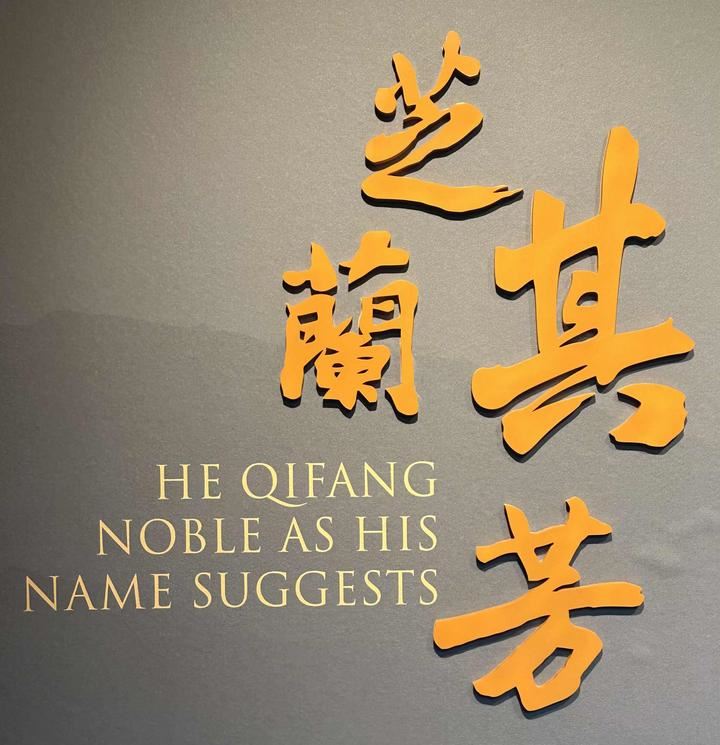 芝蘭
其芳
HE QIFANG
NOBLE AS HIS
NAME SUGGESTS